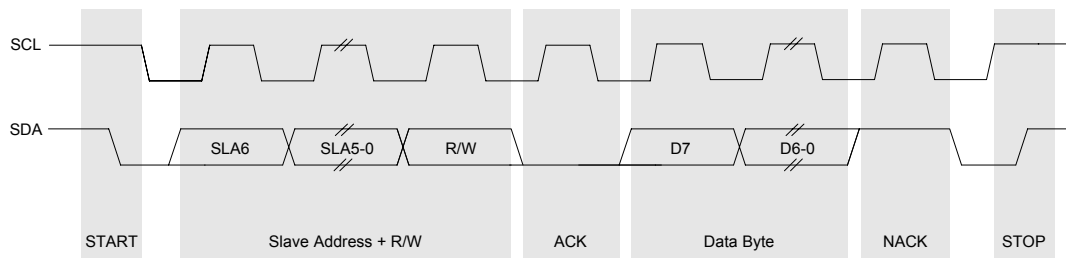 SCL
SDA
SLA6 SLA5-0 R/W D7 D6-0
START Slave Address + R/W ACK Data Byte NACK STOP